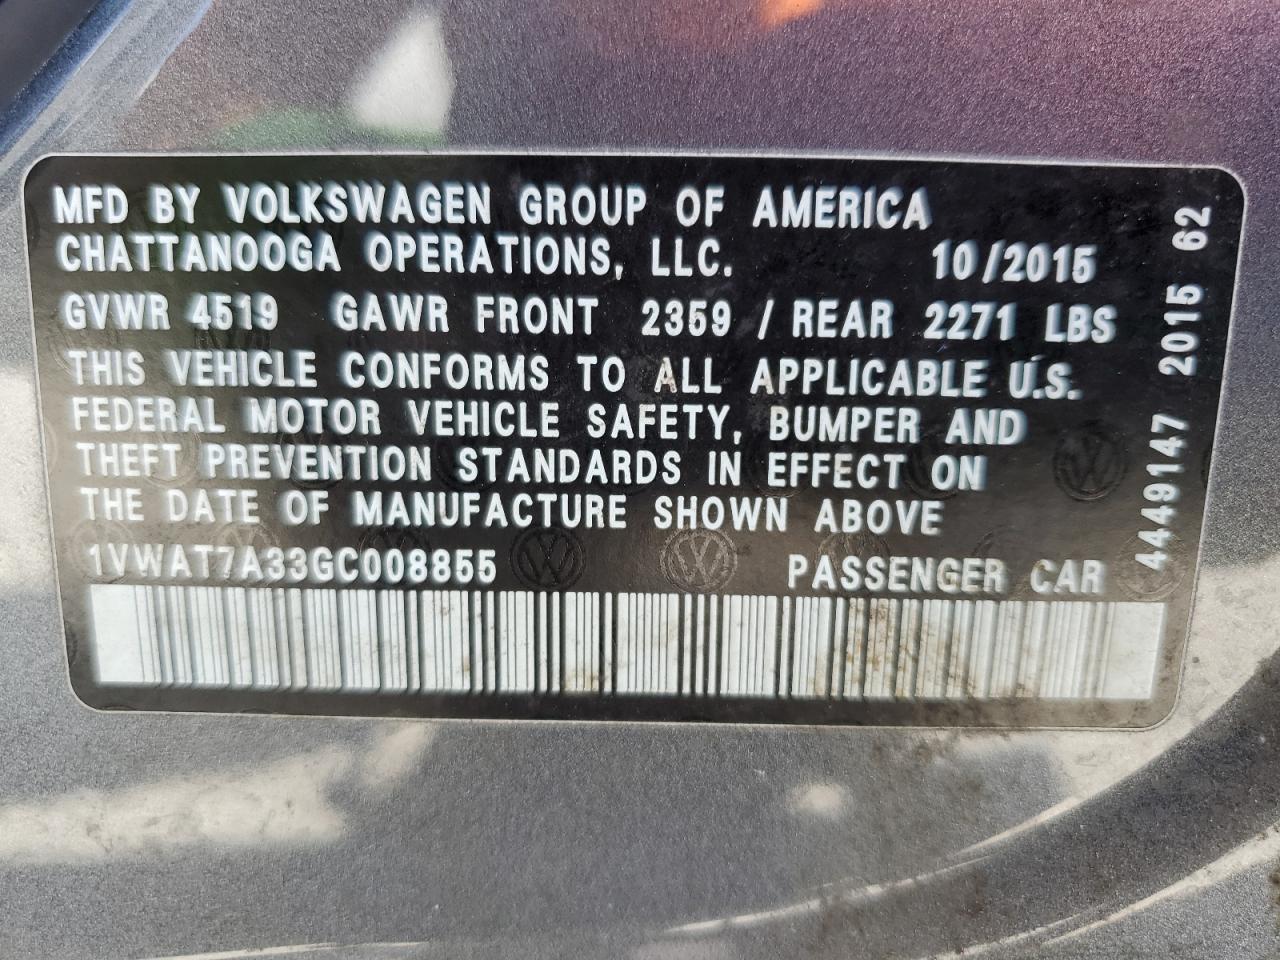 MFD BY VOLKSWAGEN GROUP OF AMERICA
CHATTANOOGA OPERATIONS, LLC. 10/2015
GVWR 4519 GAWR FRONT 2359 / REAR 2271 LBS
THIS VEHICLE CONFORMS TO ALL APPLICABLE U.S.
FEDERAL MOTOR VEHICLE SAFETY, BUMPER AND
THEFT PREVENTION STANDARDS IN EFFECT ON
THE DATE OF MANUFACTURE SHOWN ABOVE
1VWAT7A33GC008855 PASSENGER CAR
4449147 2015 62